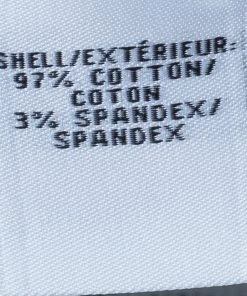 SHELL/EXTÉRIEUR:
97% COTTON/
COTON
3% SPANDEX/
SPANDEX